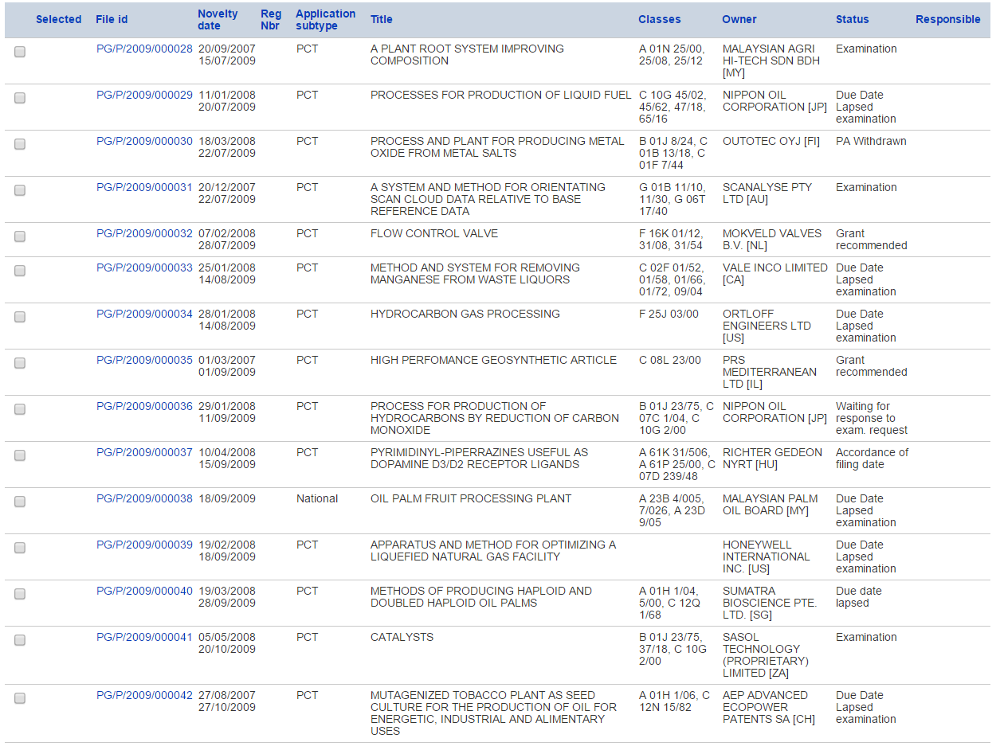 Selected File id Novelty date Reg Nbr Application subtype Title Classes Owner Status Responsible
PG/P/2009/000028 20/09/2007 PCT A PLANT ROOT SYSTEM IMPROVING A 01N 25/00, MALAYSIAN AGRI Examination
15/07/2009 COMPOSITION 25/08, 25/12 HI-TECH SDN BDH
[MY]
PG/P/2009/000029 11/01/2008 PCT PROCESSES FOR PRODUCTION OF LIQUID FUEL C 10G 45/02, NIPPON OIL Due Date
20/07/2009 45/62, 47/18, CORPORATION [JP] Lapsed
65/16 examination
PG/P/2009/000030 18/03/2008 PCT PROCESS AND PLANT FOR PRODUCING METAL B 01J 8/24, C OUTOTEC OYJ [FI] PA Withdrawn
22/07/2009 OXIDE FROM METAL SALTS 01B 13/18, C
01F 7/44
PG/P/2009/000031 20/12/2007 PCT A SYSTEM AND METHOD FOR ORIENTATING G 01B 11/10, SCANALYSE PTY Examination
22/07/2009 SCAN CLOUD DATA RELATIVE TO BASE 11/30, G 06T LTD [AU]
REFERENCE DATA 17/40
PG/P/2009/000032 07/02/2008 PCT FLOW CONTROL VALVE F 16K 01/12, MOKVELD VALVES Grant
28/07/2009 31/08, 31/54 B.V. [NL] recommended
PG/P/2009/000033 25/01/2008 PCT METHOD AND SYSTEM FOR REMOVING C 02F 01/52, VALE INCO LIMITED Due Date
14/08/2009 MANGANESE FROM WASTE LIQUORS 01/58, 01/66, [CA] Lapsed
01/72, 09/04 examination
PG/P/2009/000034 28/01/2008 PCT HYDROCARBON GAS PROCESSING F 25J 03/00 ORTLOFF Due Date
14/08/2009 ENGINEERS LTD Lapsed
[US] examination
PG/P/2009/000035 01/03/2007 PCT HIGH PERFOMANCE GEOSYNTHETIC ARTICLE C 08L 23/00 PRS Grant
01/09/2009 MEDITERRANEAN recommended
LTD [IL]
PG/P/2009/000036 29/01/2008 PCT PROCESS FOR PRODUCTION OF B 01J 23/75, C NIPPON OIL Waiting for
11/09/2009 HYDROCARBONS BY REDUCTION OF CARBON 07C 1/04, C CORPORATION [JP] response to
MONOXIDE 10G 2/00 exam. request
PG/P/2009/000037 10/04/2008 PCT PYRIMIDINYL-PIPERRAZINES USEFUL AS A 61K 31/506, RICHTER GEDEON Accordance of
15/09/2009 DOPAMINE D3/D2 RECEPTOR LIGANDS A 61P 25/00, C NYRT [HU] filing date
07D 239/48
PG/P/2009/000038 18/09/2009 National OIL PALM FRUIT PROCESSING PLANT A 23B 4/005, MALAYSIAN PALM Due Date
7/026, A 23D OIL BOARD [MY] Lapsed
9/05 examination
PG/P/2009/000039 19/02/2008 PCT APPARATUS AND METHOD FOR OPTIMIZING A HONEYWELL Due Date
18/09/2009 LIQUEFIED NATURAL GAS FACILITY INTERNATIONAL Lapsed
INC. [US] examination
PG/P/2009/000040 19/03/2008 PCT METHODS OF PRODUCING HAPLOID AND A 01H 1/04, SUMATRA Due date
28/09/2009 DOUBLED HAPLOID OIL PALMS 5/00, C 12Q BIOSCIENCE PTE. lapsed
1/68 LTD. [SG]
PG/P/2009/000041 05/05/2008 PCT CATALYSTS B 01J 23/75, SASOL Examination
20/10/2009 37/18, C 10G TECHNOLOGY
2/00 (PROPRIETARY)
LIMITED [ZA]
PG/P/2009/000042 27/08/2007 PCT MUTAGENIZED TOBACCO PLANT AS SEED A 01H 1/06, C AEP ADVANCED Due Date
27/10/2009 CULTURE FOR THE PRODUCTION OF OIL FOR 12N 15/82 ECOPOWER Lapsed
ENERGETIC, INDUSTRIAL AND ALIMENTARY PATENTS SA [CH] examination
USES